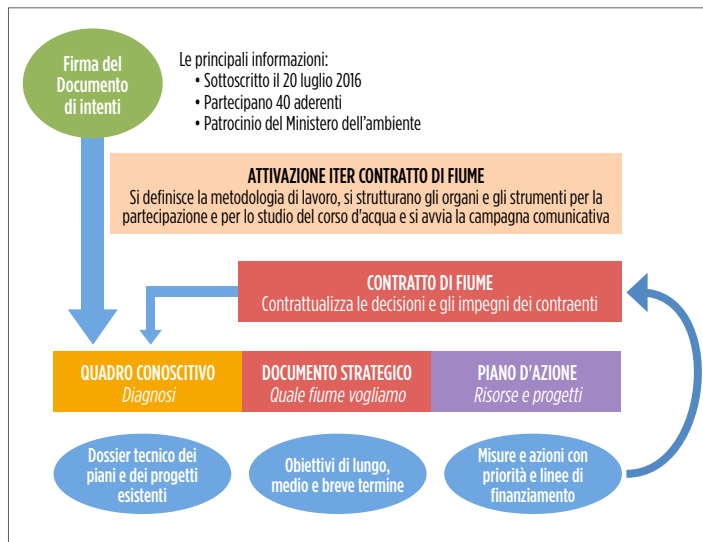 Firma del
Documento
di intenti
Le principali informazioni:
• Sottoscritto il 20 luglio 2016
• Partecipano 40 aderenti
• Patrocinio del Ministero dell'ambiente
ATTIVAZIONE ITER CONTRATTO DI FIUME
Si definisce la metodologia di lavoro, si strutturano gli organi e gli strumenti per la
partecipazione e per lo studio del corso d'acqua e si avvia la campagna comunicativa
CONTRATTO DI FIUME
Contrattualizza le decisioni e gli impegni dei contraenti
QUADRO CONOSCITIVO
Diagnosi
DOCUMENTO STRATEGICO
Quale fiume vogliamo
PIANO D'AZIONE
Risorse e progetti
Dossier tecnico dei
piani e dei progetti
esistenti
Obiettivi di lungo,
medio e breve termine
Misure e azioni con
priorità e linee di
finanziamento